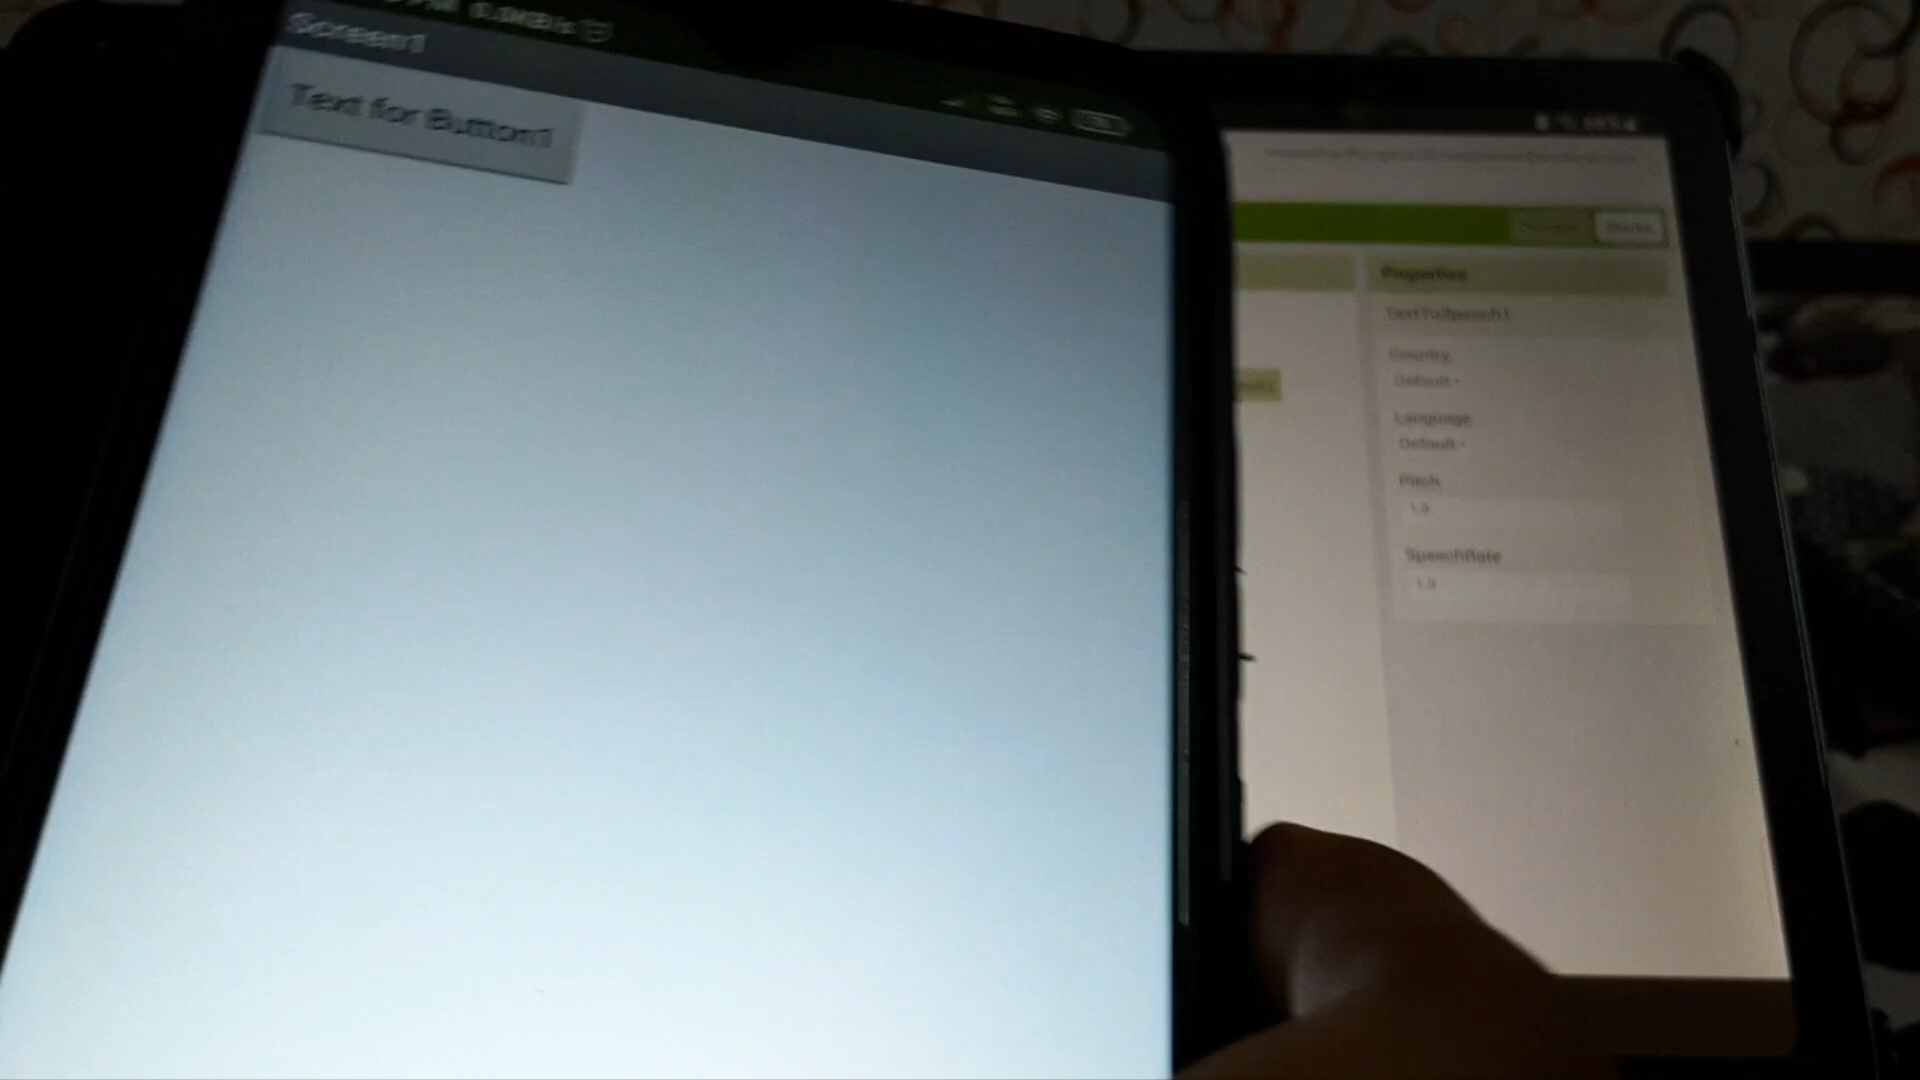 Screen1
Text for Button1
Blocks
Properties
TextToSpeech1
Country
Default
Language
Default
Pitch
1.0
SpeechRate
1.0